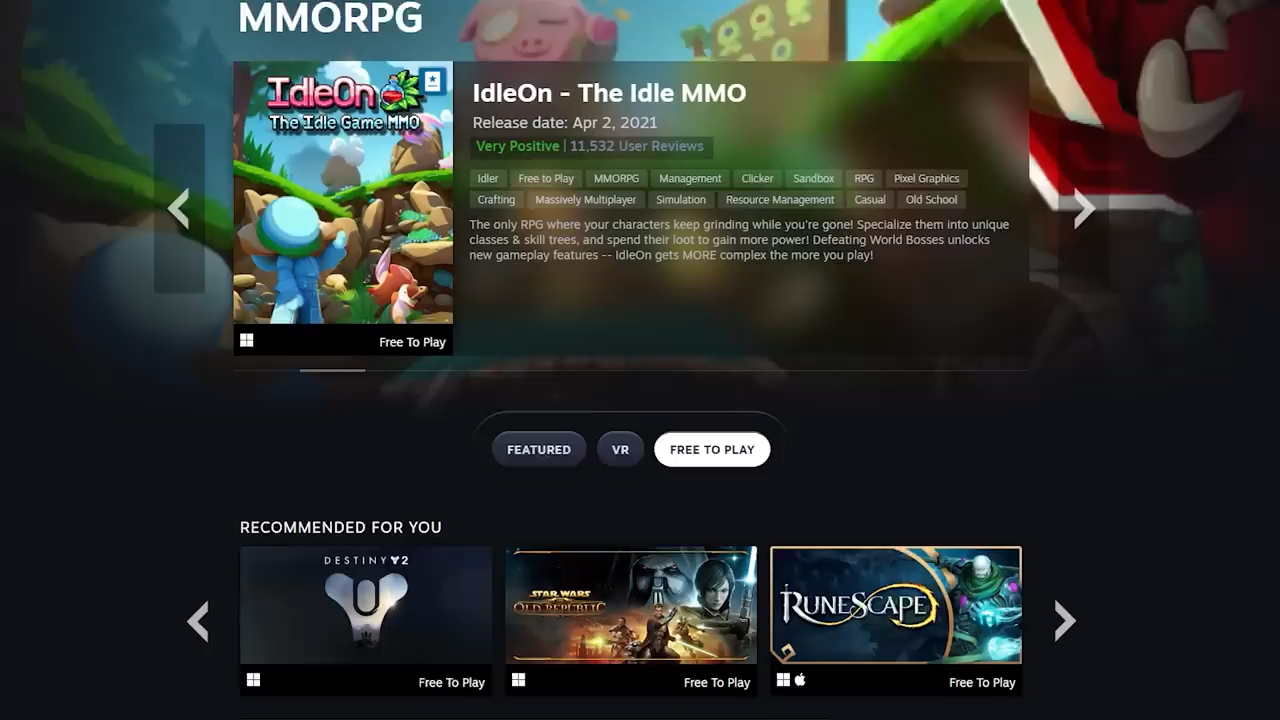 MMORPG
IdleOn
The Idle Game MMO
IdleOn - The Idle MMO
Release date: Apr 2, 2021
Very Positive | 11,532 User Reviews
Idler Free to Play MMORPG Management Clicker Sandbox RPG Pixel Graphics
Crafting Massively Multiplayer Simulation Resource Management Casual Old School
The only RPG where your characters keep grinding while you're gone! Specialize them into unique
classes & skill trees, and spend their loot to gain more power! Defeating World Bosses unlocks
new gameplay features -- IdleOn gets MORE complex the more you play!
Free To Play
FEATURED VR FREE TO PLAY
RECOMMENDED FOR YOU
DESTINY 2
STAR WARS
THE
OLD REPUBLIC
RUNESCAPE
Free To Play Free To Play Free To Play